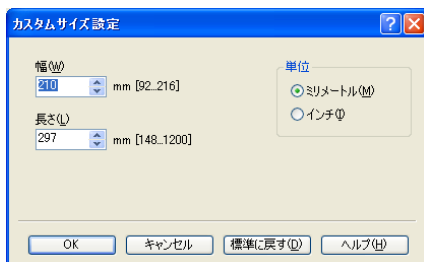 カスタムサイズ設定
幅(W)
210 mm [92...216]
長さ(L)
297 mm [148...1200]
単位
ミリメートル(M)
インチ(I)
OK キャンセル 標準に戻す(D) ヘルプ(H)